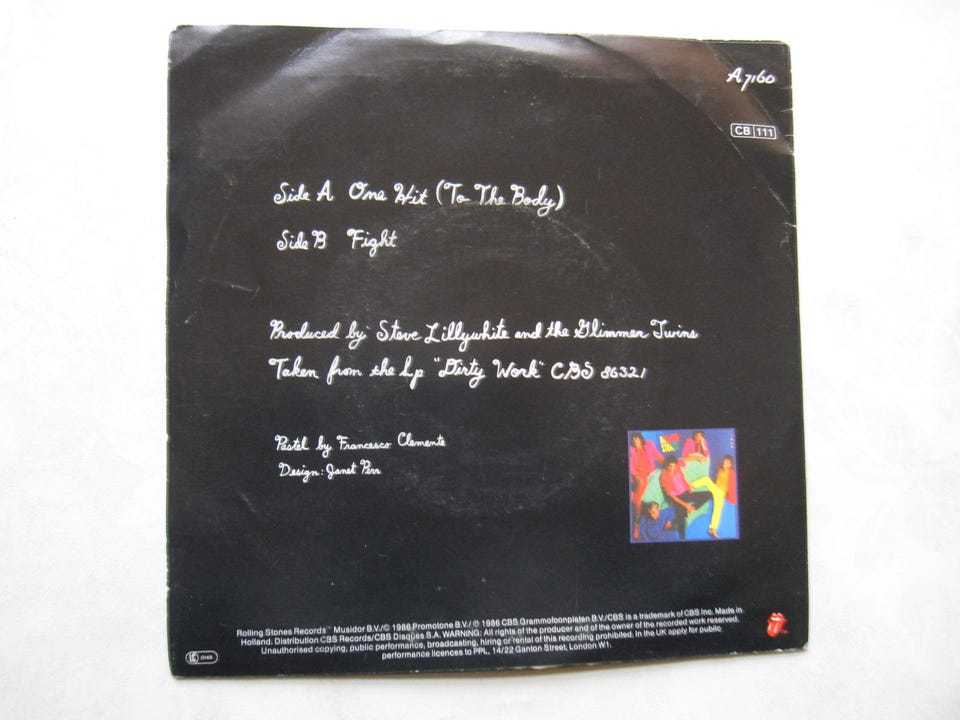 A7160
CB 111
Side A One Hit (To The Body)
Side B Fight
Produced by Steve Lillywhite and the Glimmer Twins
Taken from the Lp "Dirty Work" CBS 86321
Pastel by Francesco Clemente
Design: Janet Perr
Rolling Stones Records™ Musidor B.V./© 1986 Promotone B.V./℗ 1986 CBS Grammofoonplaten B.V./CBS is a trademark of CBS Inc. Made in
Holland. Distribution CBS Records/CBS Disques S.A. WARNING: All rights of the producer and of the owner of the recorded work reserved.
Unauthorised copying, public performance, broadcasting, hiring or rental of this recording prohibited. In the UK apply for public
performance licences to PPL, 14/22 Ganton Street, London W1.
LC 0149